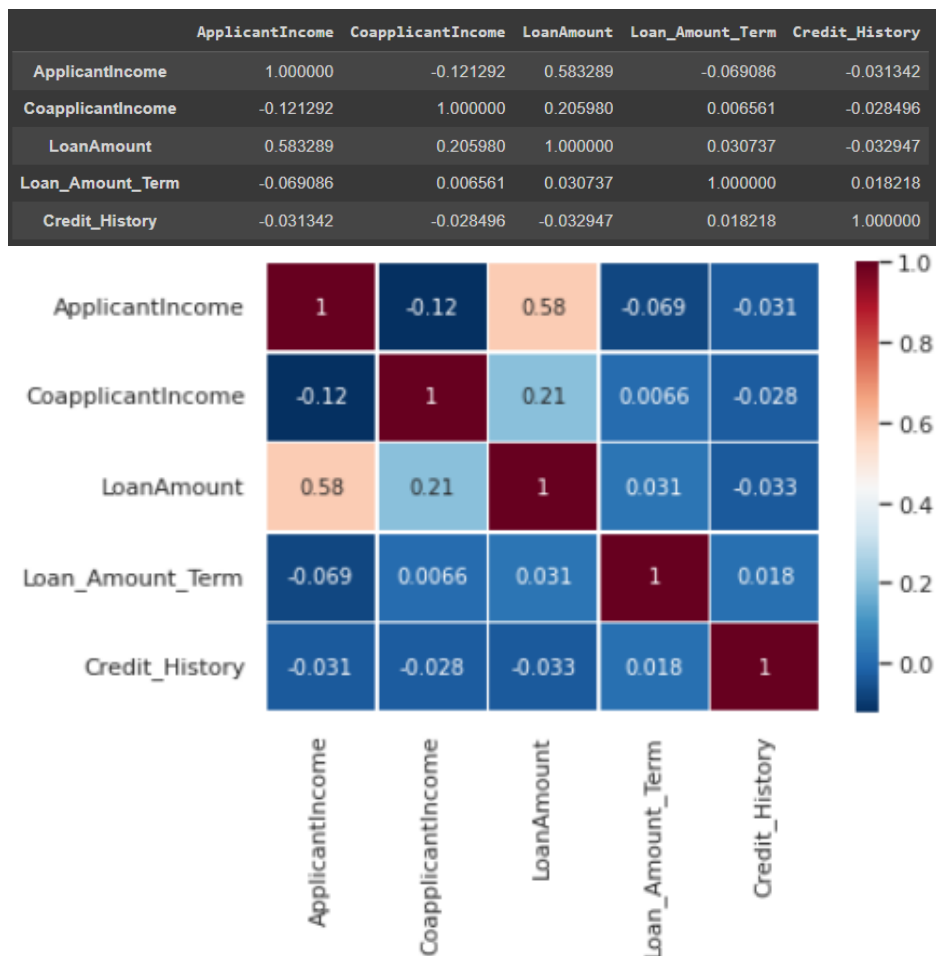 ApplicantIncome CoapplicantIncome LoanAmount Loan_Amount_Term Credit_History
ApplicantIncome 1.000000 -0.121292 0.583289 -0.069086 -0.031342
CoapplicantIncome -0.121292 1.000000 0.205980 0.006561 -0.028496
LoanAmount 0.583289 0.205980 1.000000 0.030737 -0.032947
Loan_Amount_Term -0.069086 0.006561 0.030737 1.000000 0.018218
Credit_History -0.031342 -0.028496 -0.032947 0.018218 1.000000
ApplicantIncome 1 -0.12 0.58 -0.069 -0.031
CoapplicantIncome -0.12 1 0.21 0.0066 -0.028
LoanAmount 0.58 0.21 1 0.031 -0.033
Loan_Amount_Term -0.069 0.0066 0.031 1 0.018
Credit_History -0.031 -0.028 -0.033 0.018 1
1.0
0.8
0.6
0.4
0.2
0.0
ApplicantIncome
CoapplicantIncome
LoanAmount
Loan_Amount_Term
Credit_History